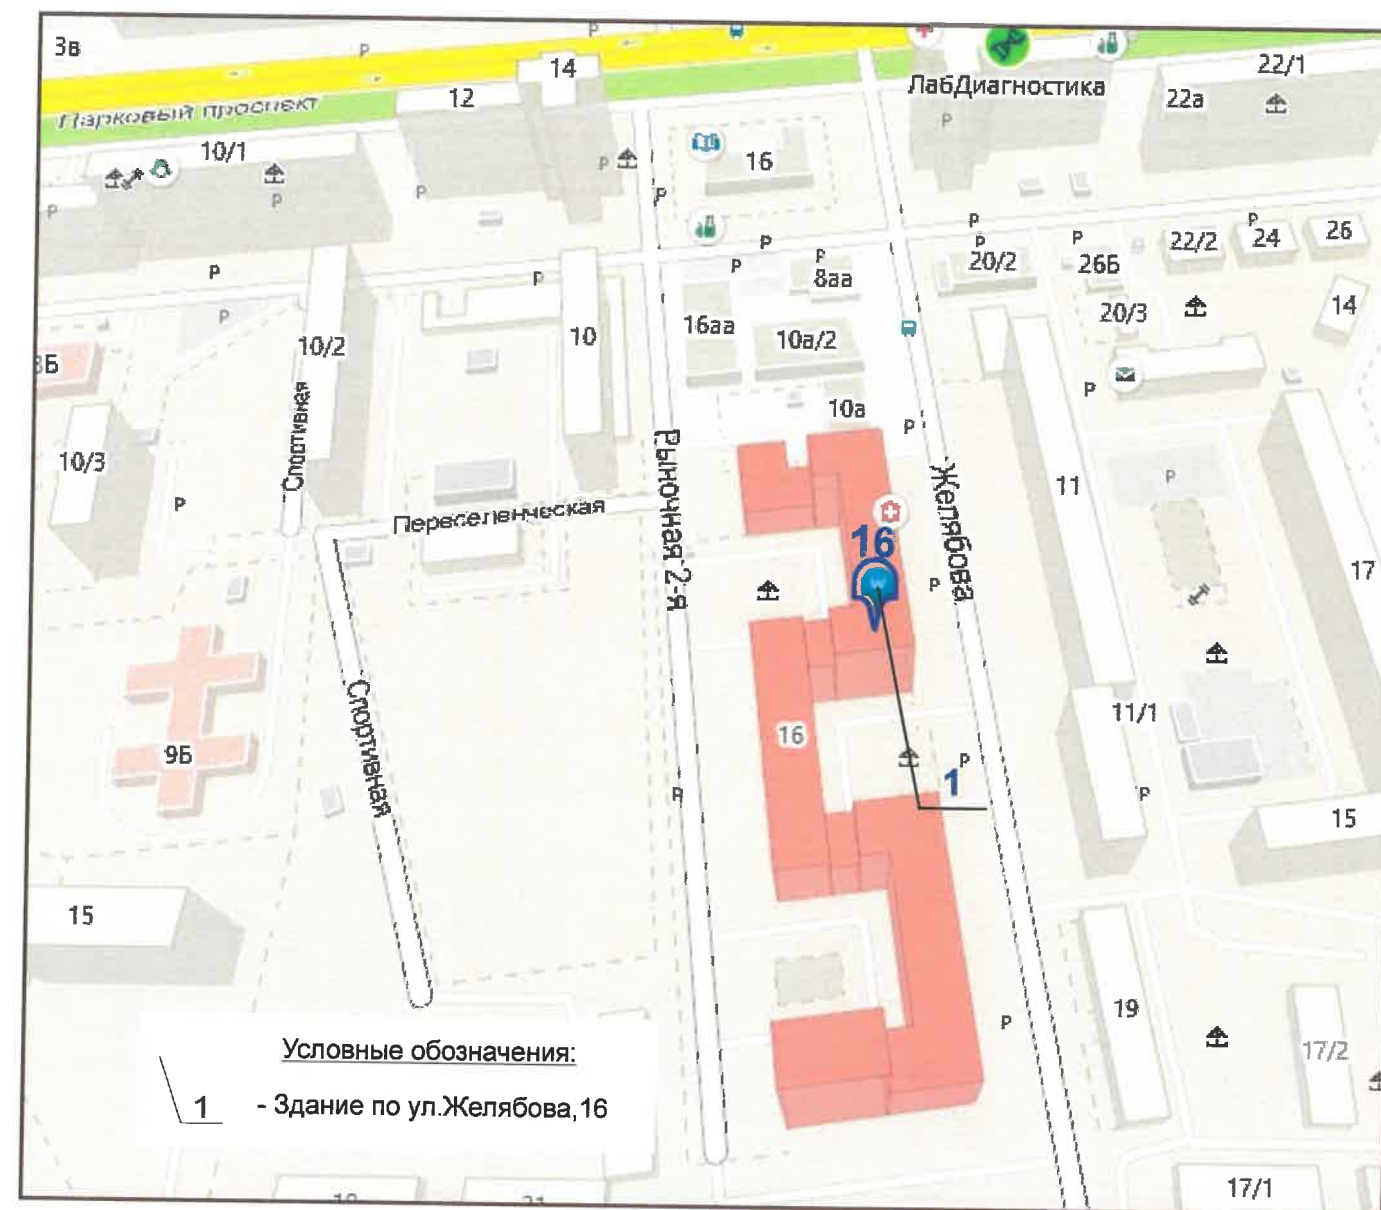 3в
Р
Р
14
12
Парковый проспект
ЛабДиагностика
22/1
22а
10/1
16
Р
Р
Р
Р
Р
Р
Р
Р
Р
Р
Р
20/2
26Б
22/2
24
26
Р
Р
Р
Р
8аа
20/3
14
Р
16аа
10а/2
10/2
10
8Б
10а
Р
Р
10/3
Спортивная
Рыночная 2-я
Желябова
11
Р
Р
Переселенческая
16
Р
17
Спортивная
11/1
16
9Б
Р
1
Р
Р
15
15
19
Р
17/2
Условные обозначения:
1 - Здание по ул.Желябова,16
17/1